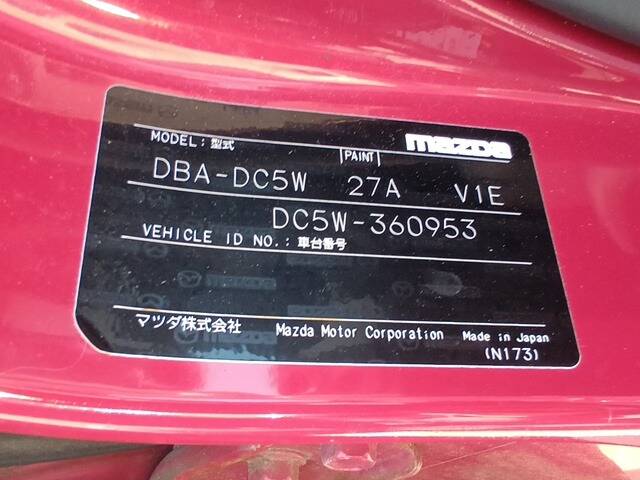 MODEL: 型式 mazda
PAINT
DBA-DC5W 27A V1E
DC5W-360953
VEHICLE ID NO.: 車台番号
マツダ株式会社 Mazda Motor Corporation Made in Japan
(N173)